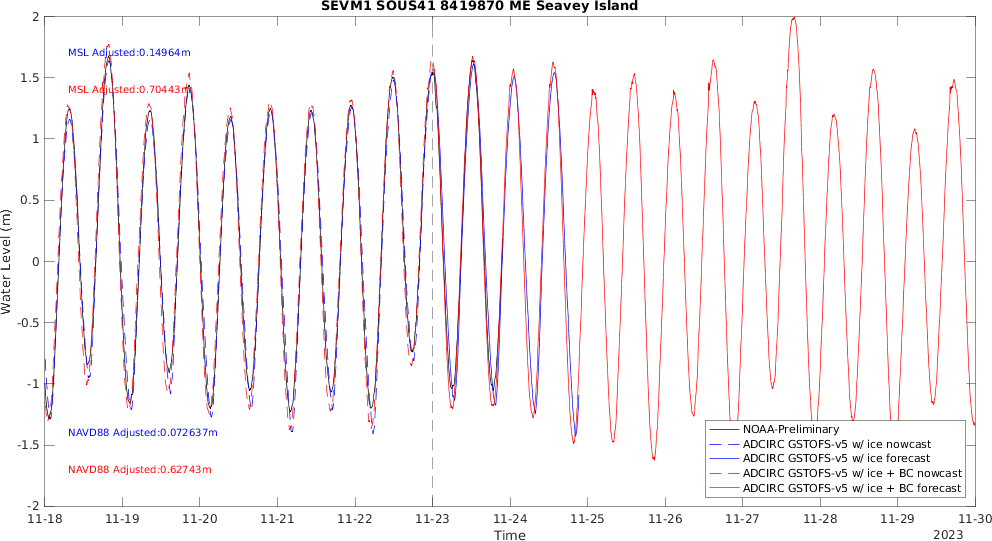 SEVM1 SOUS41 8419870 ME Seavey Island
2
1.5
1
0.5
0
-0.5
-1
-1.5
-2
Water Level (m)
MSL Adjusted:0.14964m
MSL Adjusted:0.70443m
NAVD88 Adjusted:0.072637m
NAVD88 Adjusted:0.62743m
NOAA-Preliminary
ADCIRC GSTOFS-v5 w/ ice nowcast
ADCIRC GSTOFS-v5 w/ ice forecast
ADCIRC GSTOFS-v5 w/ ice + BC nowcast
ADCIRC GSTOFS-v5 w/ ice + BC forecast
11-18 11-19 11-20 11-21 11-22 11-23 11-24 11-25 11-26 11-27 11-28 11-29 11-30
Time
2023